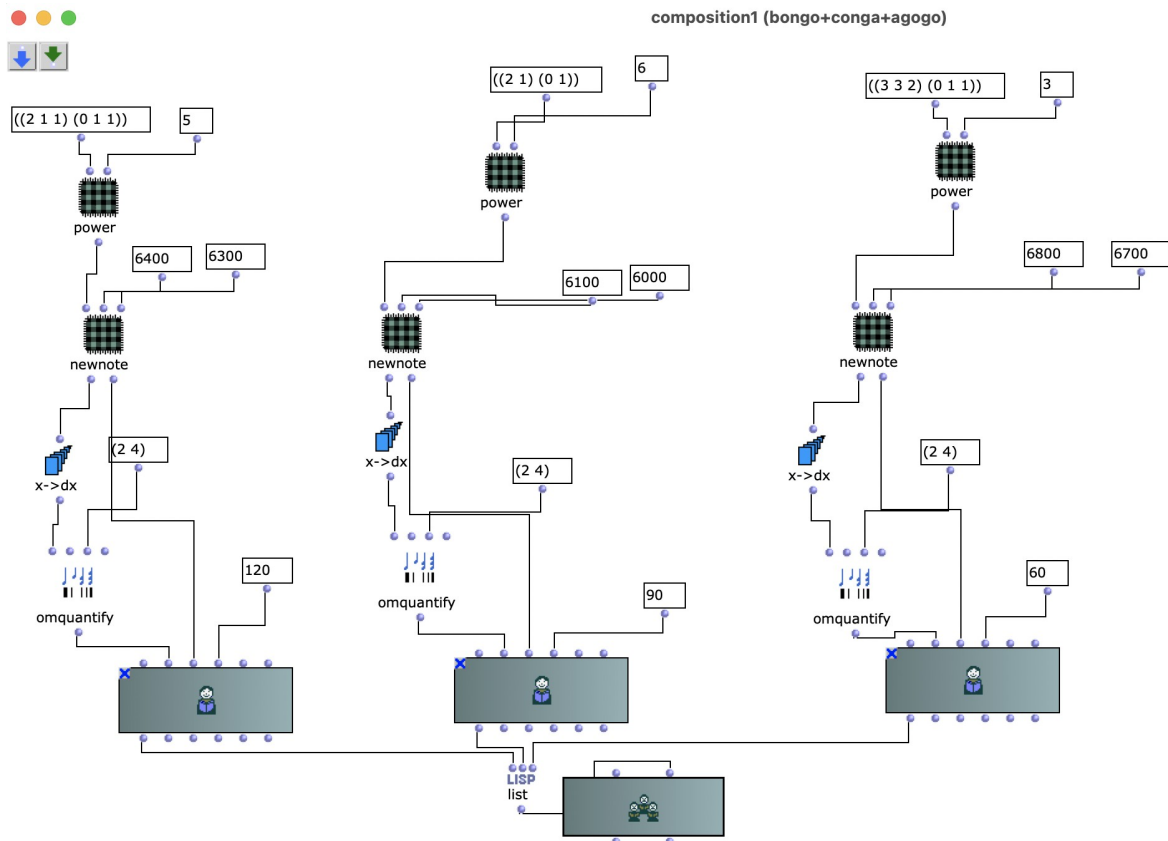 composition1 (bongo+conga+agogo)
((2 1 1) (0 1 1))
5
power
6400
6300
newnote
(2 4)
x->dx
omquantify
120
((2 1) (0 1))
6
power
6100
6000
newnote
(2 4)
x->dx
omquantify
90
((3 3 2) (0 1 1))
3
power
6800
6700
newnote
(2 4)
x->dx
omquantify
60
LISP
list